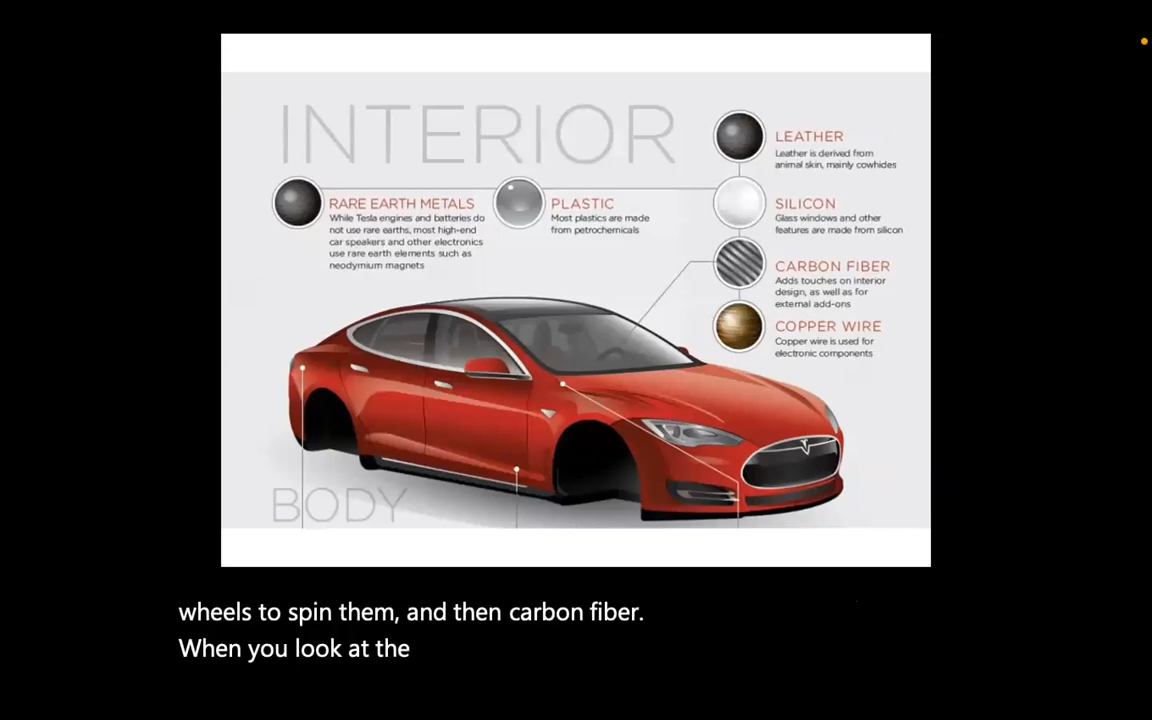 INTERIOR
LEATHER
Leather is derived from
animal skin, mainly cowhides
RARE EARTH METALS
While Tesla engines and batteries do
not use rare earths, most high-end
car speakers and other electronics
use rare earth elements such as
neodymium magnets
PLASTIC
Most plastics are made
from petrochemicals
SILICON
Glass windows and other
features are made from silicon
CARBON FIBER
Adds touches on interior
design, as well as for
external add-ons
COPPER WIRE
Copper wire is used for
electronic components
BODY
wheels to spin them, and then carbon fiber.
When you look at the